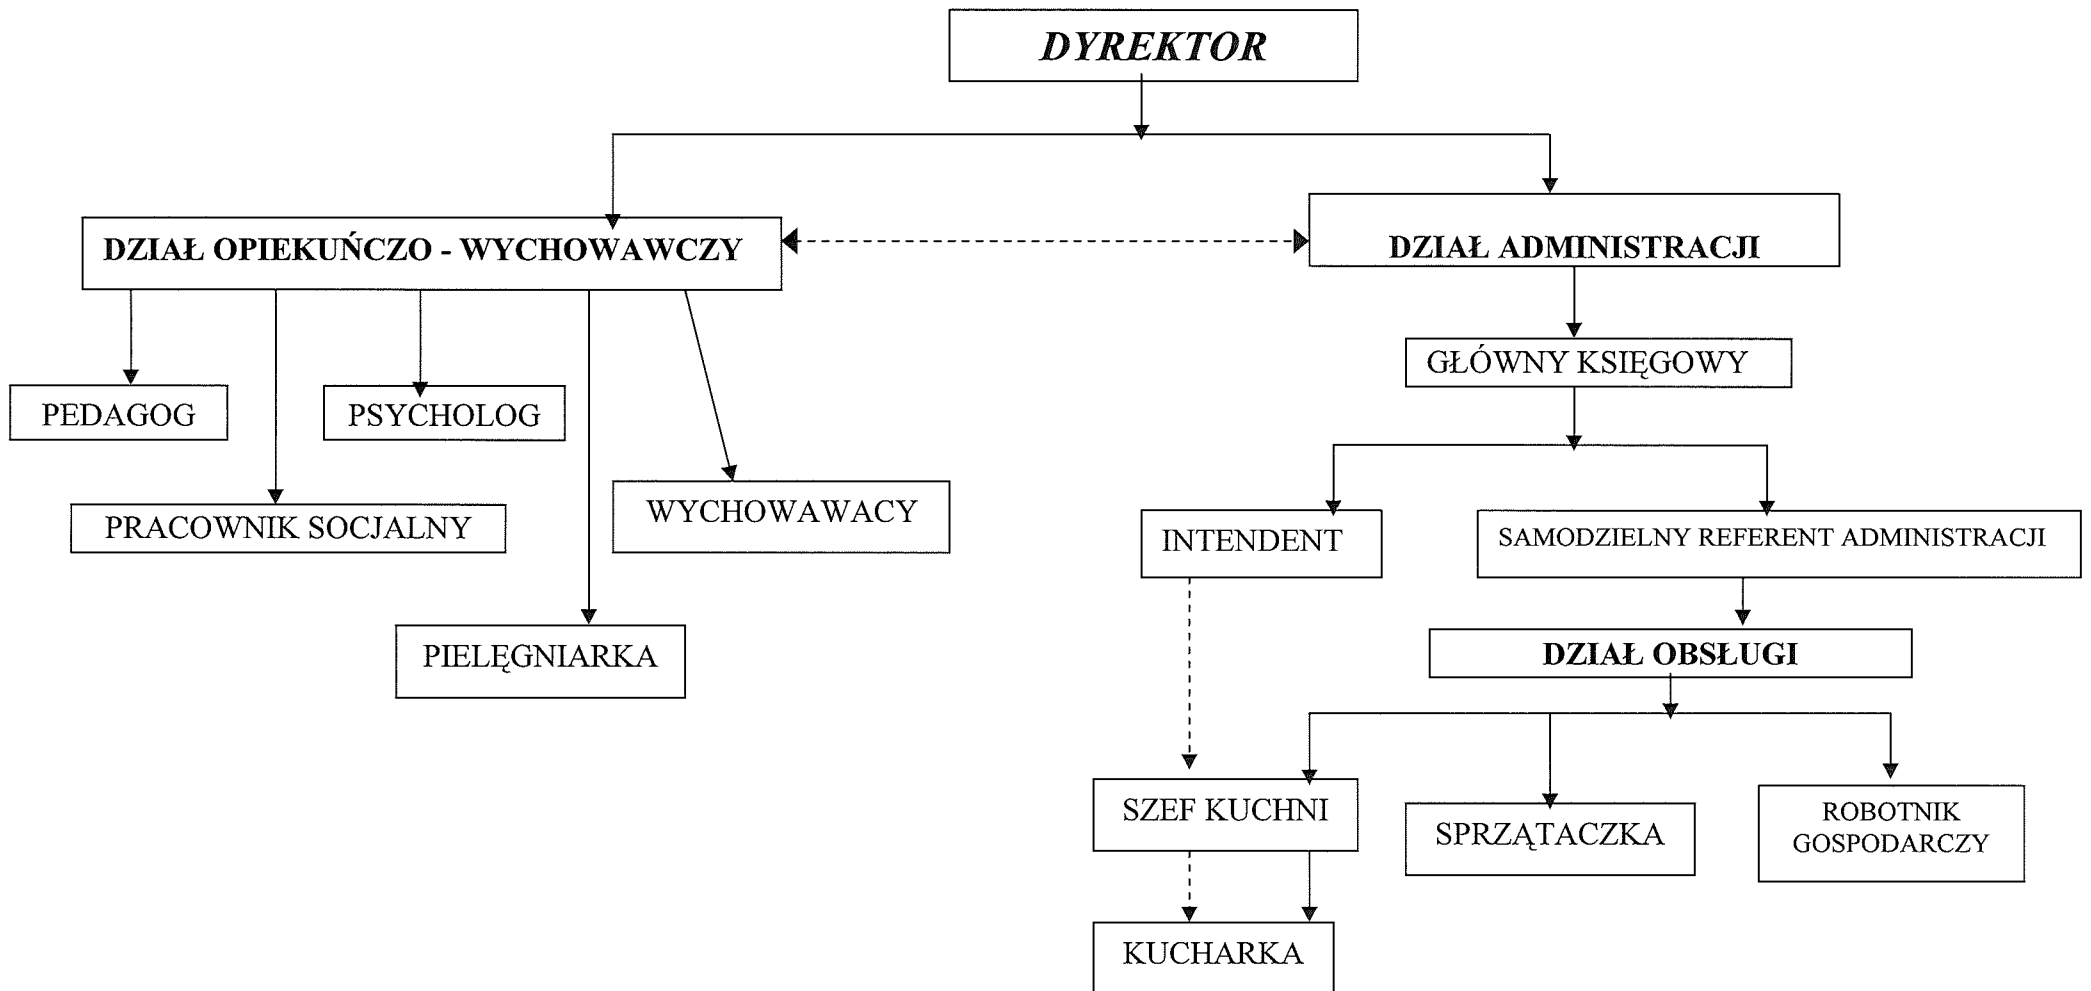 DYREKTOR
DZIAŁ OPIEKUŃCZO - WYCHOWAWCZY
DZIAŁ ADMINISTRACJI
GŁÓWNY KSIĘGOWY
PEDAGOG
PSYCHOLOG
PRACOWNIK SOCJALNY
WYCHOWAWACY
INTENDENT
SAMODZIELNY REFERENT ADMINISTRACJI
PIELĘGNIARKA
DZIAŁ OBSŁUGI
SZEF KUCHNI
SPRZĄTACZKA
ROBOTNIK
GOSPODARCZY
KUCHARKA